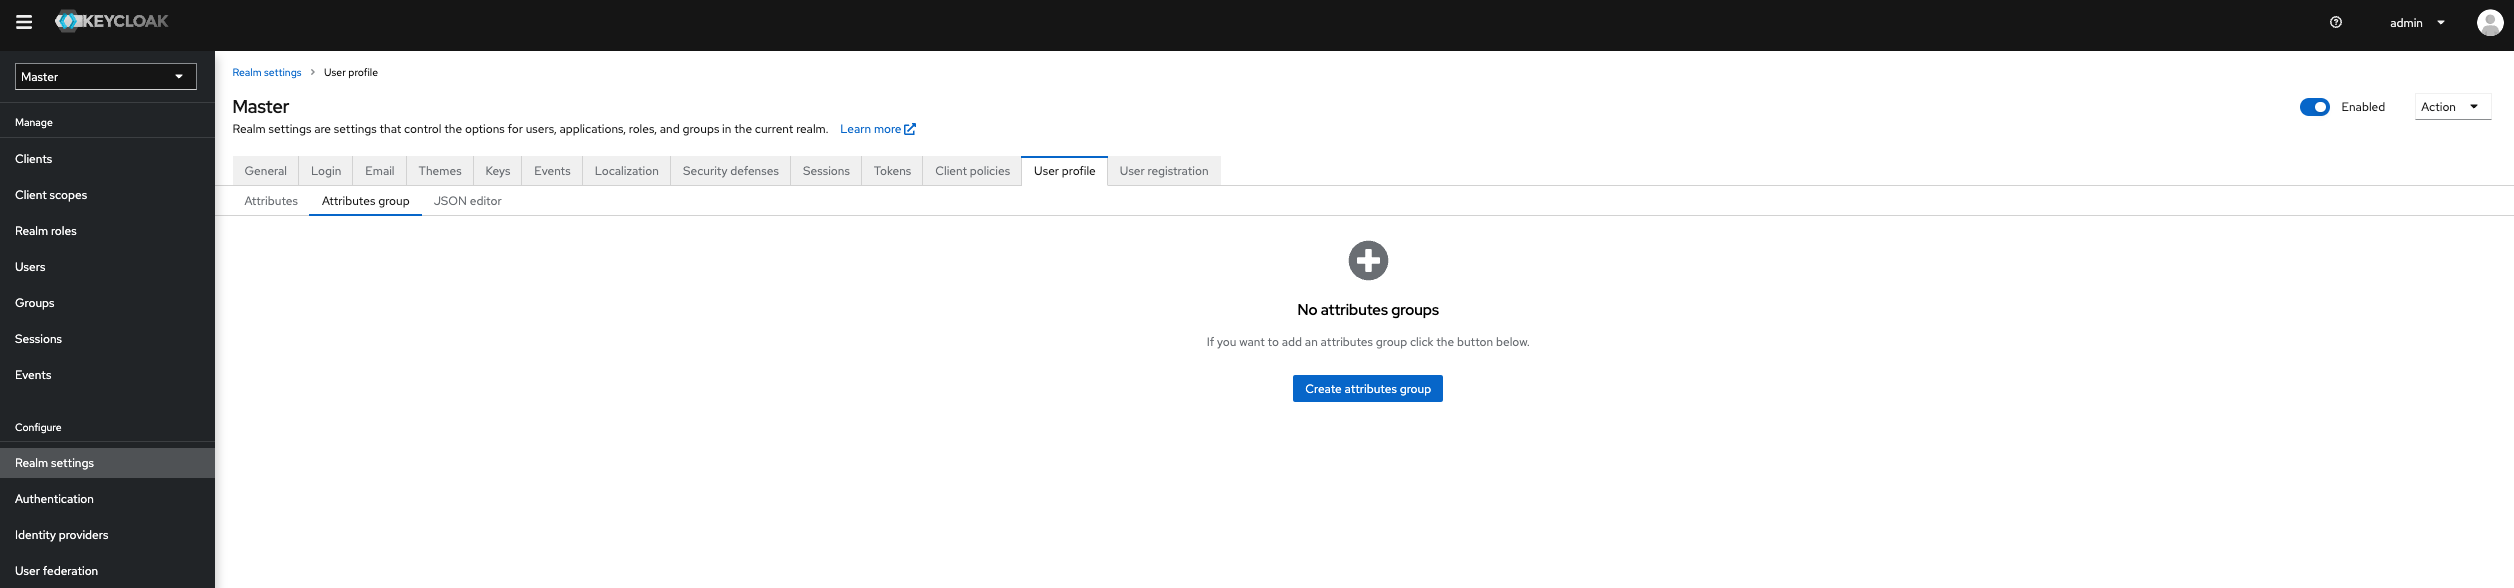 KEYCLOAK
admin
Master
Manage
Clients
Client scopes
Realm roles
Users
Groups
Sessions
Events
Configure
Realm settings
Authentication
Identity providers
User federation
Realm settings > User profile
Master
Enabled
Action
Realm settings are settings that control the options for users, applications, roles, and groups in the current realm. Learn more
General Login Email Themes Keys Events Localization Security defenses Sessions Tokens Client policies User profile User registration
Attributes Attributes group JSON editor
No attributes groups
If you want to add an attributes group click the button below.
Create attributes group